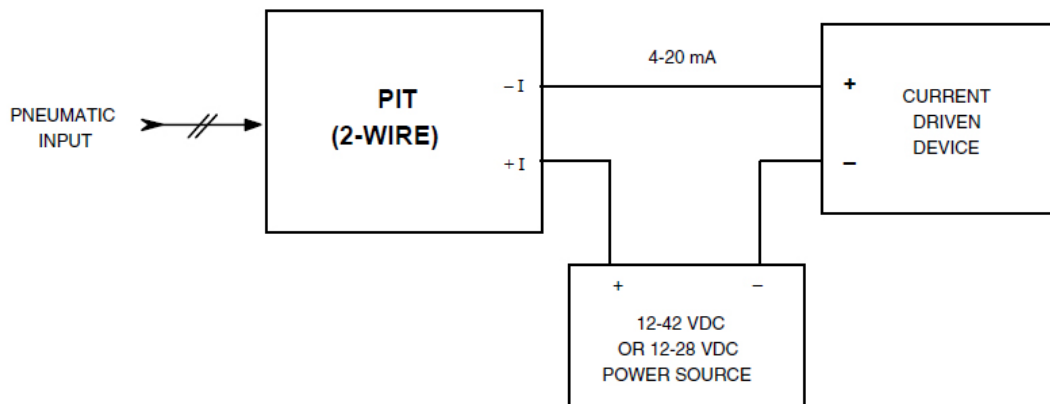 PNEUMATIC
INPUT
PIT
(2-WIRE)
–I
+I
4-20 mA
+
–
CURRENT
DRIVEN
DEVICE
+
–
12-42 VDC
OR 12-28 VDC
POWER SOURCE